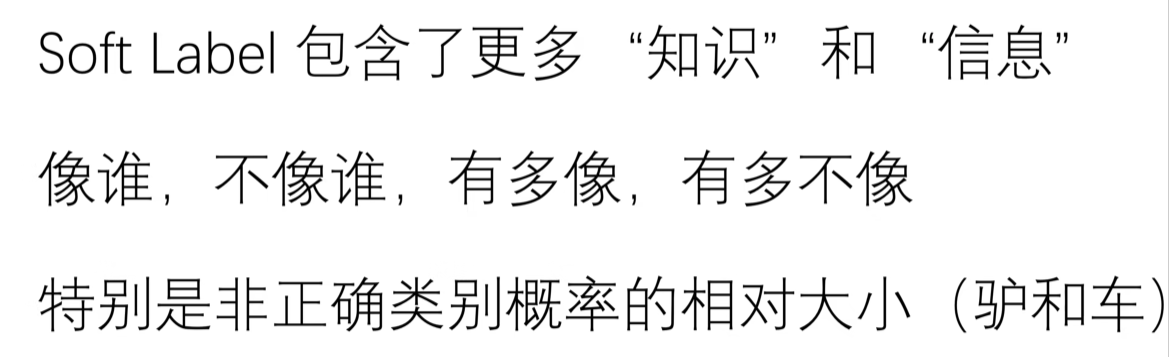 Soft Label 包含了更多“知识”和“信息”
像谁，不像谁，有多像，有多不像
特别是非正确类别概率的相对大小（驴和车）